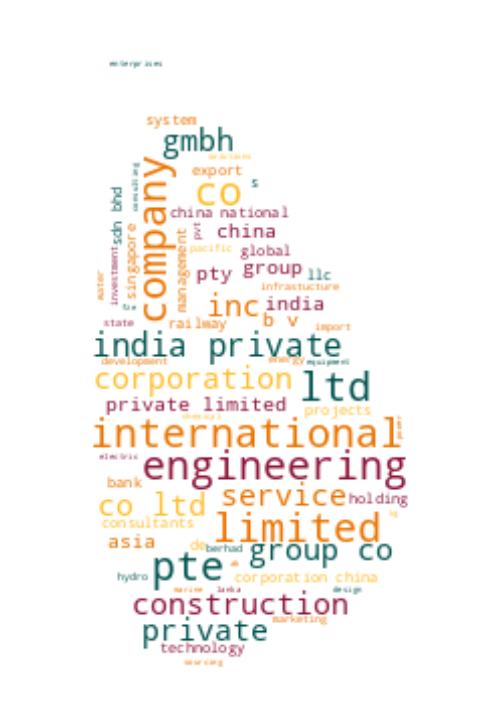 enterprises
system
gmbh
export
co
s
china national
consulting
sdn bhd
company
pvt
china
singapore
management
pacific
global
investment
pty
group
llc
water
infrastucture
inc
india
state
railway
b v
import
india private
development
energy
equipment
corporation
ltd
private limited
projects
chemical
international
power
electric
engineering
bank
service
holding
co ltd
consultants
limited
asia
de
berhad
group co
pte
hydro
corporation china
marine
lanka
design
construction
marketing
private
technology
sourcing